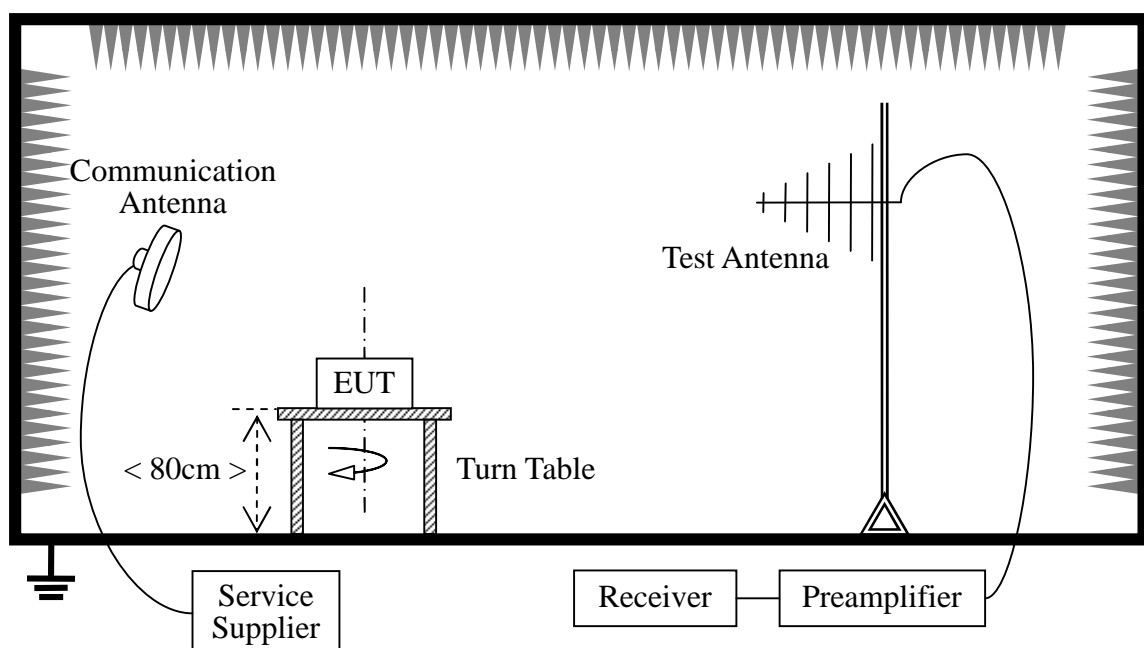 Communication
Antenna
Test Antenna
EUT
< 80cm >
Turn Table
Service
Supplier
Receiver
Preamplifier